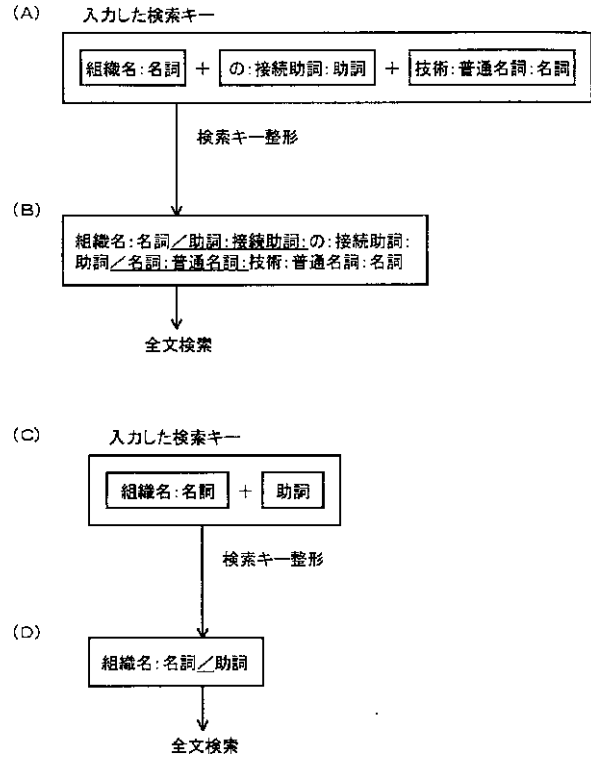 (A) 入力した検索キー
組織名:名詞 + の:接続助詞:助詞 + 技術:普通名詞:名詞
検索キー整形
(B)
組織名:名詞／助詞:接続助詞:の:接続助詞:
助詞／名詞:普通名詞:技術:普通名詞:名詞
全文検索
(C) 入力した検索キー
組織名:名詞 + 助詞
検索キー整形
(D)
組織名:名詞／助詞
全文検索